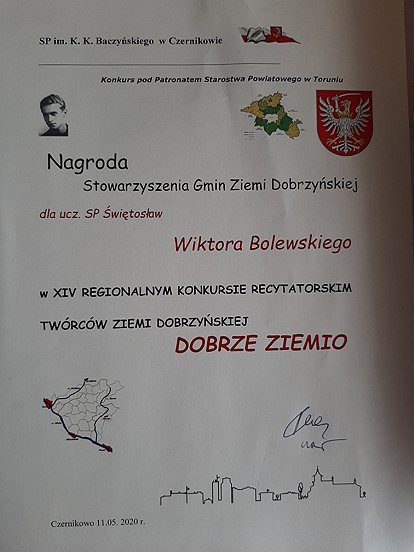 SP im. K. K. Baczyńskiego w Czernikowie
Konkurs pod Patronatem Starostwa Powiatowego w Toruniu
Nagroda
Stowarzyszenia Gmin Ziemi Dobrzyńskiej
dla ucz. SP Świętosław
Wiktora Bolewskiego
w XIV REGIONALNYM KONKURSIE RECYTATORSKIM
TWÓRCÓW ZIEMI DOBRZYŃSKIEJ
DOBRZE ZIEMIO
Czernikowo 11.05. 2020 r.